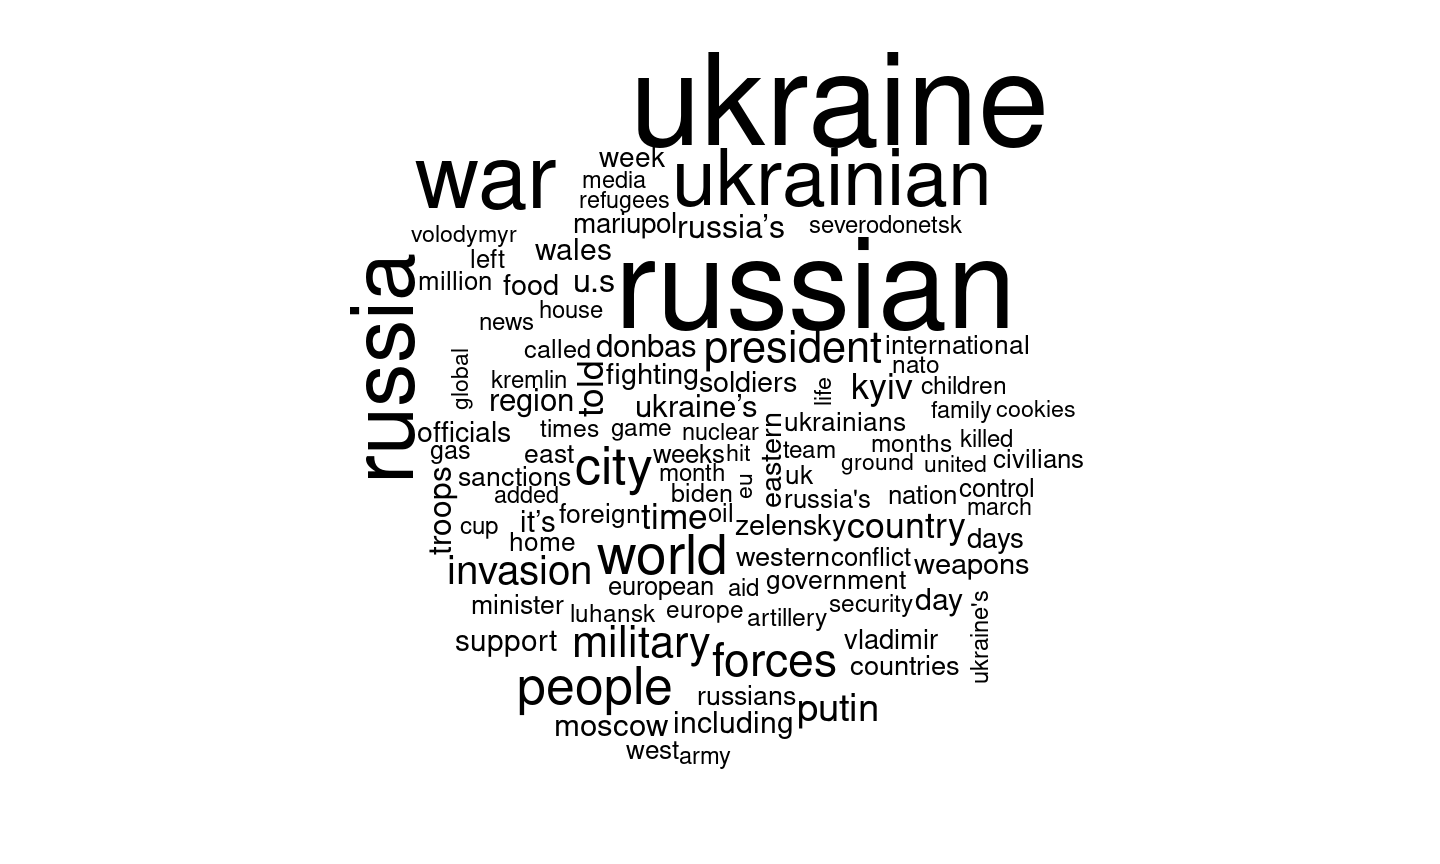 ukraine
war
week
ukrainian
media
refugees
mariupol
russia’s
severodonetsk
volodymyr
wales
left
russia
million
food
u.s
russian
house
news
called
donbas
president
international
global
kremlin
told
fighting
soldiers
nato
life
kyiv
children
region
ukraine’s
family
cookies
officials
times
game
nuclear
eastern
ukrainians
months
killed
gas
east
city
weeks
hit
team
ground
united
civilians
troops
sanctions
month
eu
uk
added
biden
russia's
nation
control
march
cup
it’s
foreign
time
oil
zelensky
country
days
home
world
western
conflict
weapons
invasion
european
aid
government
minister
luhansk
europe
artillery
security
day
ukraine's
support
military
forces
vladimir
countries
people
russians
putin
moscow
including
west
army